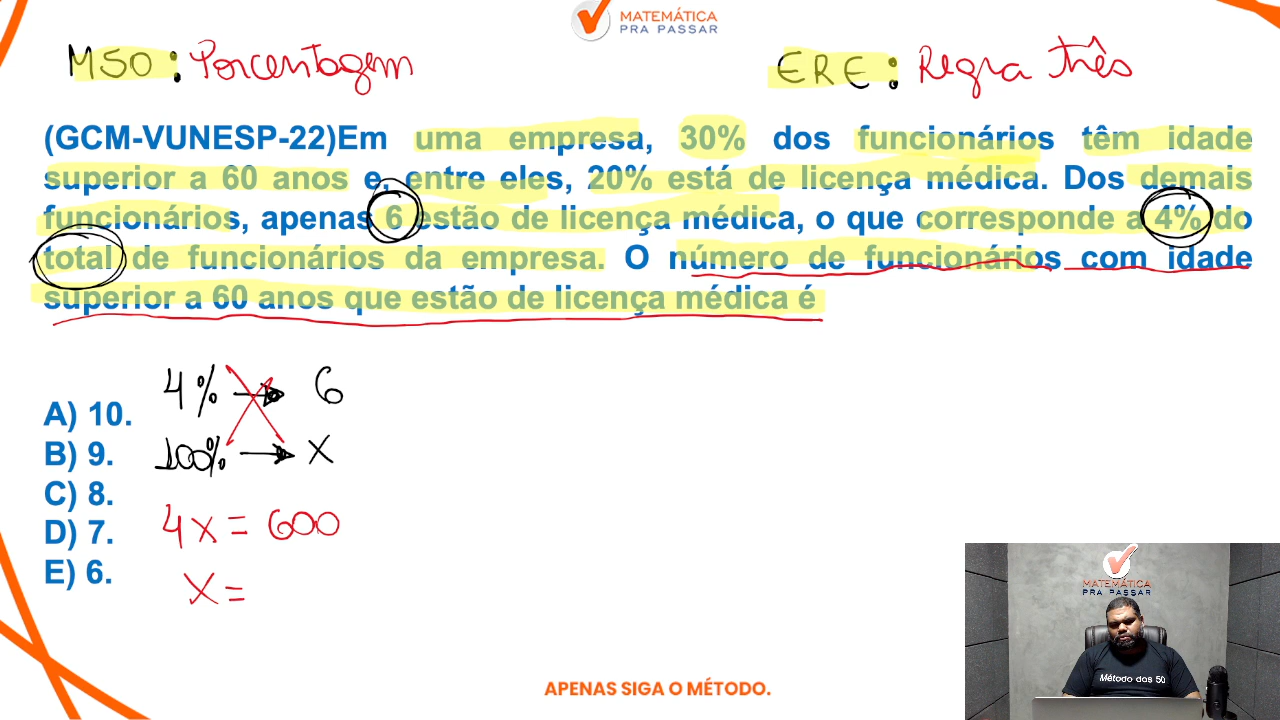 MATEMÁTICA
PRA PASSAR
M50 : Porcentagem
ERE : Regra três
(GCM-VUNESP-22)Em uma empresa, 30% dos funcionários têm idade
superior a 60 anos e, entre eles, 20% está de licença médica. Dos demais
funcionários, apenas 6 estão de licença médica, o que corresponde a 4% do
total de funcionários da empresa. O número de funcionários com idade
superior a 60 anos que estão de licença médica é
4% → 6
100% → X
4x = 600
X =
A) 10.
B) 9.
C) 8.
D) 7.
E) 6.
MATEMÁTICA
PRA PASSAR
Método dos 50
APENAS SIGA O MÉTODO.